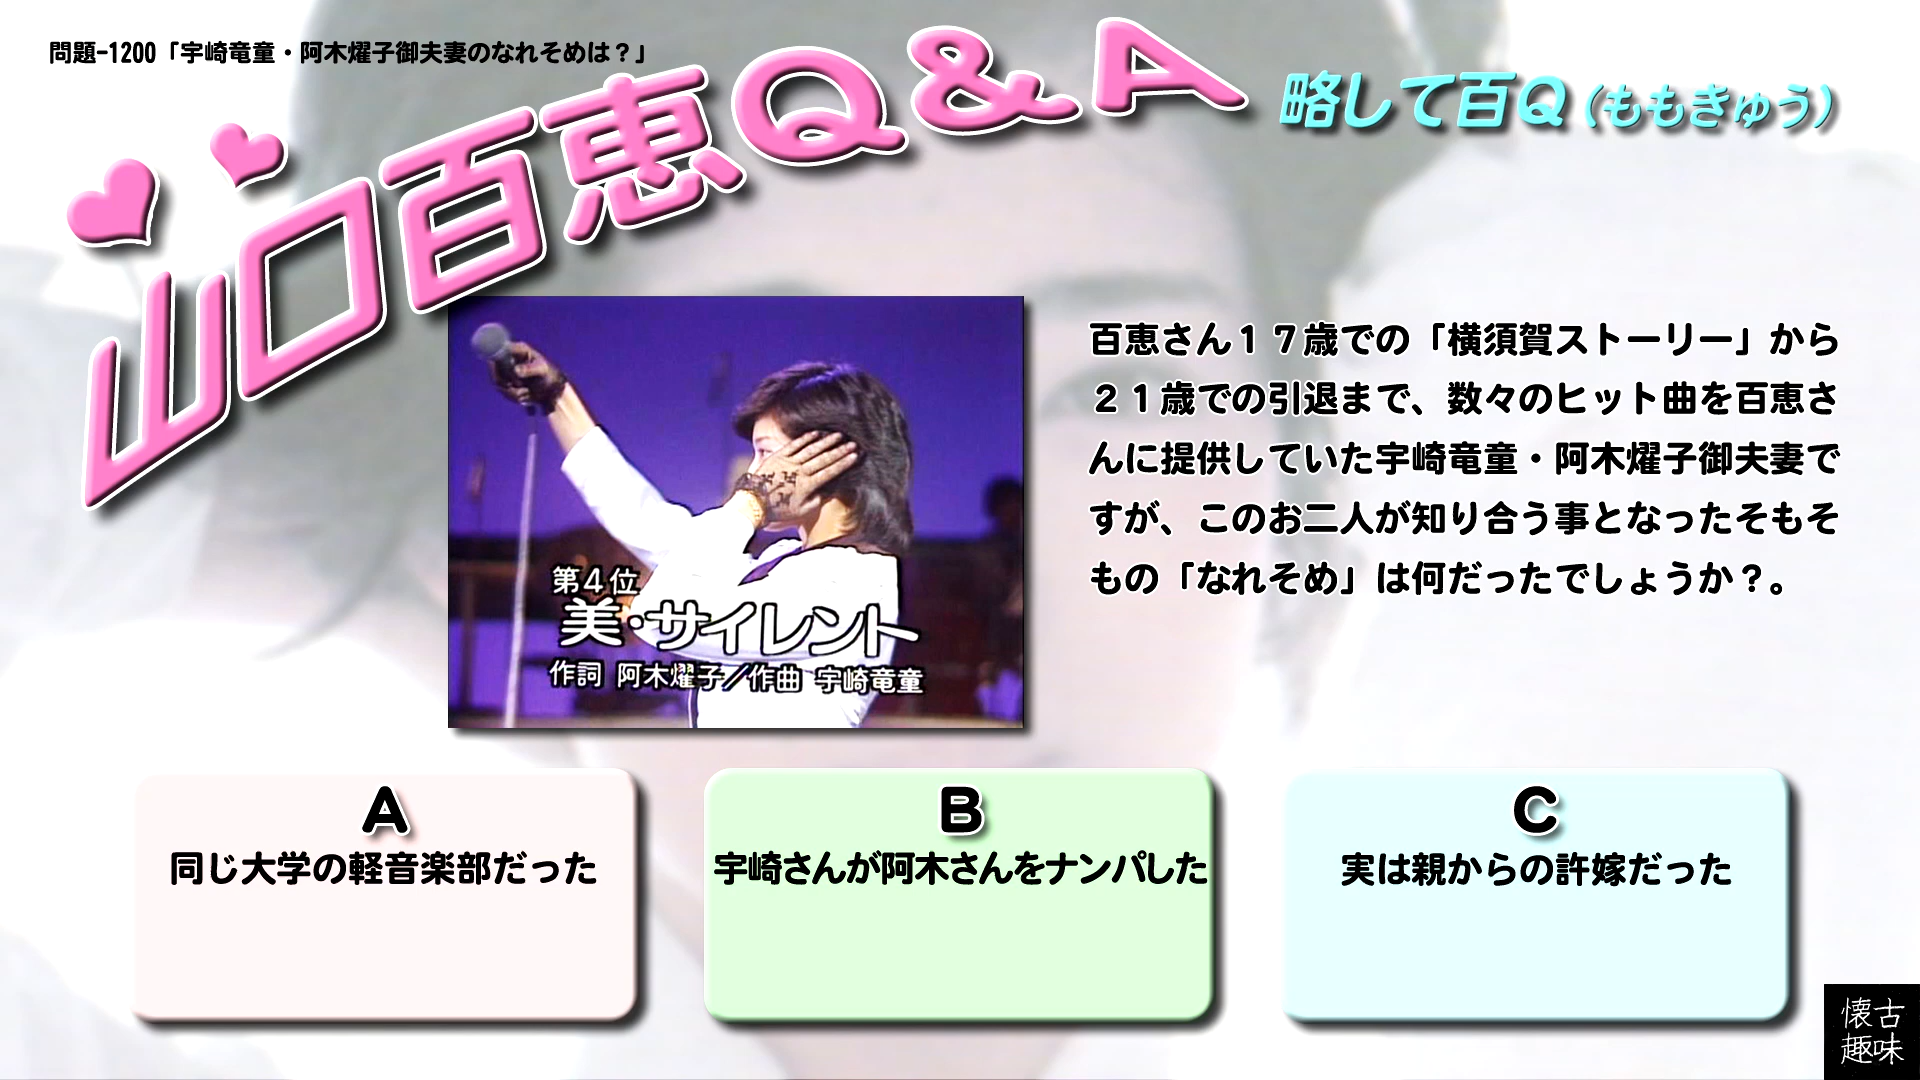 問題-1200「宇崎竜童・阿木燿子御夫妻のなれそめは？」
山口百恵Q&A
略して百Q（ももきゅう）
百恵さん１７歳での「横須賀ストーリー」から
２１歳での引退まで、数々のヒット曲を百恵さ
んに提供していた宇崎竜童・阿木燿子御夫妻で
すが、このお二人が知り合う事となったそもそ
もの「なれそめ」は何だったでしょうか？。
第４位
美・サイレント
作詞 阿木燿子／作曲 宇崎竜童
A
同じ大学の軽音楽部だった
B
宇崎さんが阿木さんをナンパした
C
実は親からの許嫁だった
懐古
趣味